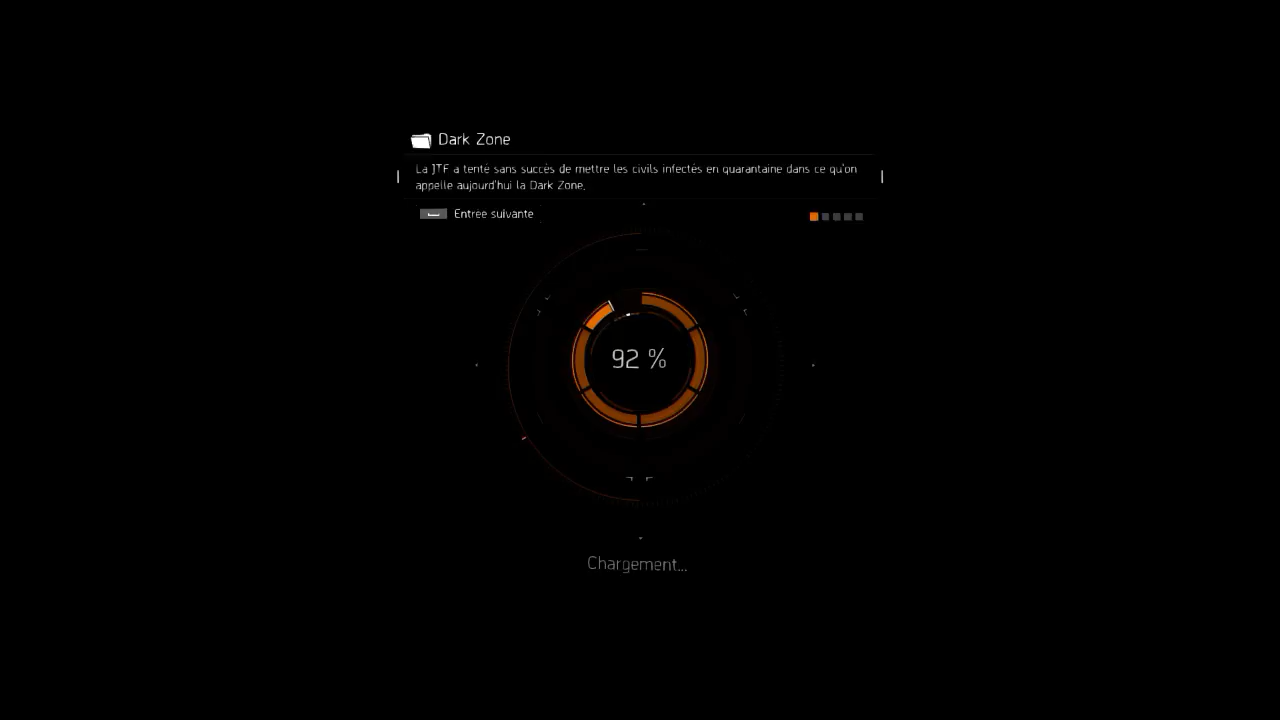 Dark Zone
La JTF a tenté sans succès de mettre les civils infectés en quarantaine dans ce qu'on
appelle aujourd'hui la Dark Zone.
Entrée suivante
92 %
Chargement...